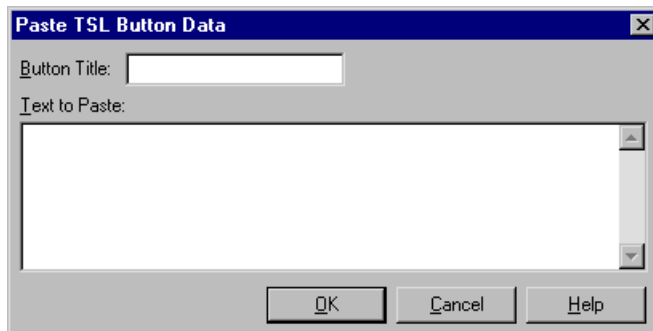 Paste TSL Button Data
Button Title:
Text to Paste:
OK
Cancel
Help